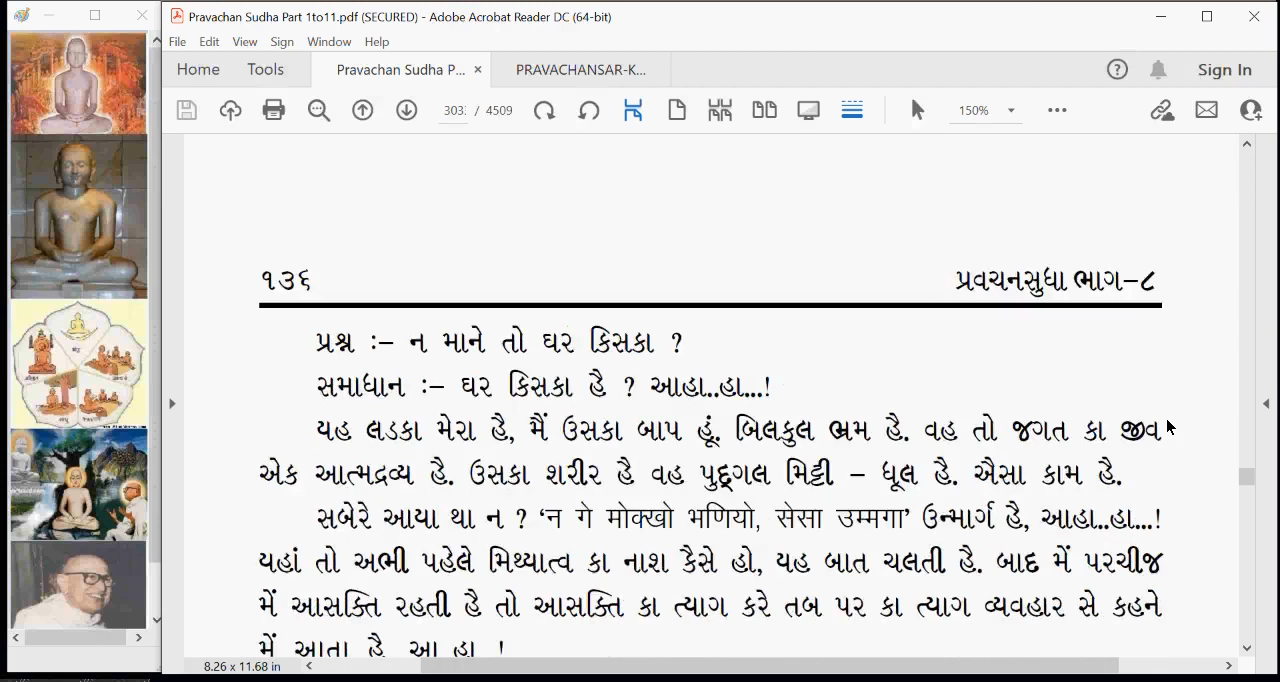 Pravachan Sudha Part 1to11.pdf (SECURED) - Adobe Acrobat Reader DC (64-bit)
File Edit View Sign Window Help
Home Tools Pravachan Sudha P... × PRAVACHANSAR-K... Sign In
303 / 4509 150%
૧૩૬ પ્રવચનસુધા ભાગ–૮
પ્રશ્ન :– ન માને તો ઘર કિસકા ?
સમાધાન :– ઘર કિસકા હૈ ? આહા..હા...!
યહ લડકા મેરા હૈ, મૈં ઉસકા બાપ હૂં. બિલકુલ ભ્રમ હૈ. વહ તો જગત કા જીવ
એક આત્મદ્રવ્ય હૈ. ઉસકા શરીર હૈ વહ પુદ્ગલ મિટ્ટી – ધૂલ હૈ. ઐસા કામ હૈ.
સબેરે આયા થા ન ? ‘ન ગે मोक्खो भणियो, सेसा उम्मगा’ ઉન્માર્ગ હૈ, આહા..હા...!
યહાં તો અભી પહેલે મિથ્યાત્વ કા નાશ કૈસે હો, યહ બાત ચલતી હૈ. બાદ મેં પરચીજ
મેં આસક્તિ રહતી હૈ તો આસક્તિ કા ત્યાગ કરે તબ પર કા ત્યાગ વ્યવહાર સે કહને
મેં આતા હૈ. આ હા !
8.26 x 11.68 in